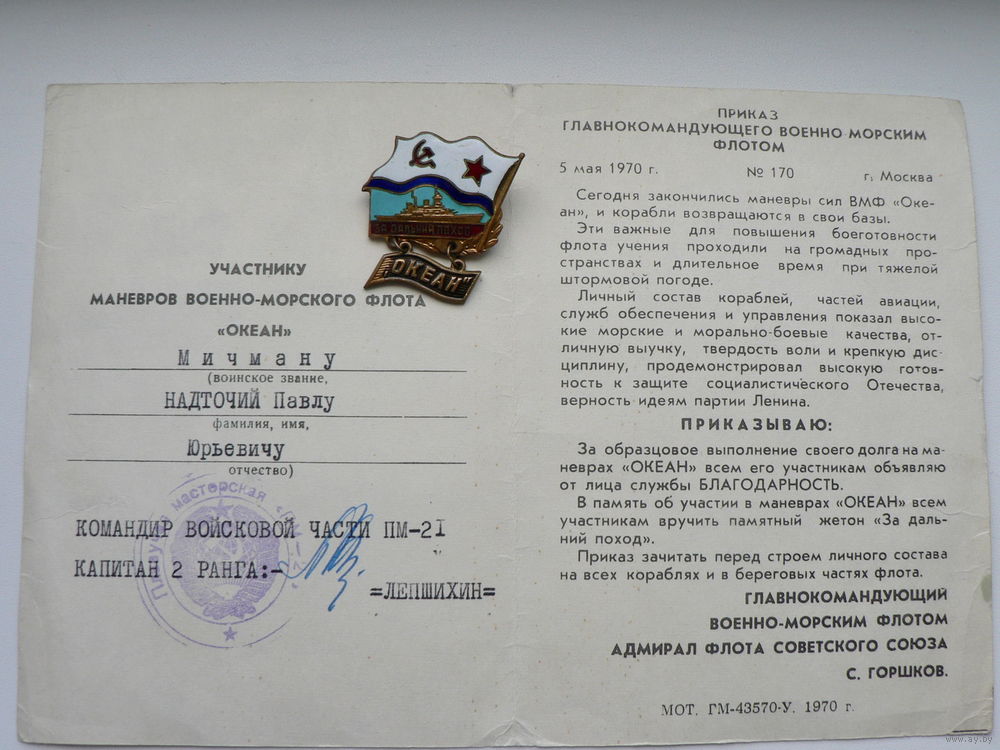 УЧАСТНИКУ
МАНЕВРОВ ВОЕННО-МОРСКОГО ФЛОТА
«ОКЕАН»
Мичману
(воинское звание,
НАДТОЧИЙ Павлу
фамилия, имя,
Юрьевичу
отчество)
мастерская
КОМАНДИР ВОЙСКОВОЙ ЧАСТИ ПМ-21
КАПИТАН 2 РАНГА:-
=ЛЕПШИХИН=
ЗА ДАЛЬНИЙ ПОХОД
"ОКЕАН"
ПРИКАЗ
ГЛАВНОКОМАНДУЮЩЕГО ВОЕННО МОРСКИМ
ФЛОТОМ
5 мая 1970 г. № 170 г. Москва
Сегодня закончились маневры сил ВМФ «Оке-
ан», и корабли возвращаются в свои базы.
Эти важные для повышения боеготовности
флота учения проходили на громадных про-
странствах и длительное время при тяжелой
штормовой погоде.
Личный состав кораблей, частей авиации,
служб обеспечения и управления показал высо-
кие морские и морально-боевые качества, от-
личную выучку, твердость воли и крепкую дис-
циплину, продемонстрировал высокую готов-
ность к защите социалистического Отечества,
верность идеям партии Ленина.
ПРИКАЗЫВАЮ:
За образцовое выполнение своего долга на ма-
неврах «ОКЕАН» всем его участникам объявляю
от лица службы БЛАГОДАРНОСТЬ.
В память об участии в маневрах «ОКЕАН» всем
участникам вручить памятный жетон «За даль-
ний поход».
Приказ зачитать перед строем личного состава
на всех кораблях и в береговых частях флота.
ГЛАВНОКОМАНДУЮЩИЙ
ВОЕННО-МОРСКИМ ФЛОТОМ
АДМИРАЛ ФЛОТА СОВЕТСКОГО СОЮЗА
С. ГОРШКОВ.
МОТ. ГМ-43570-У. 1970 г.
www.ay.by